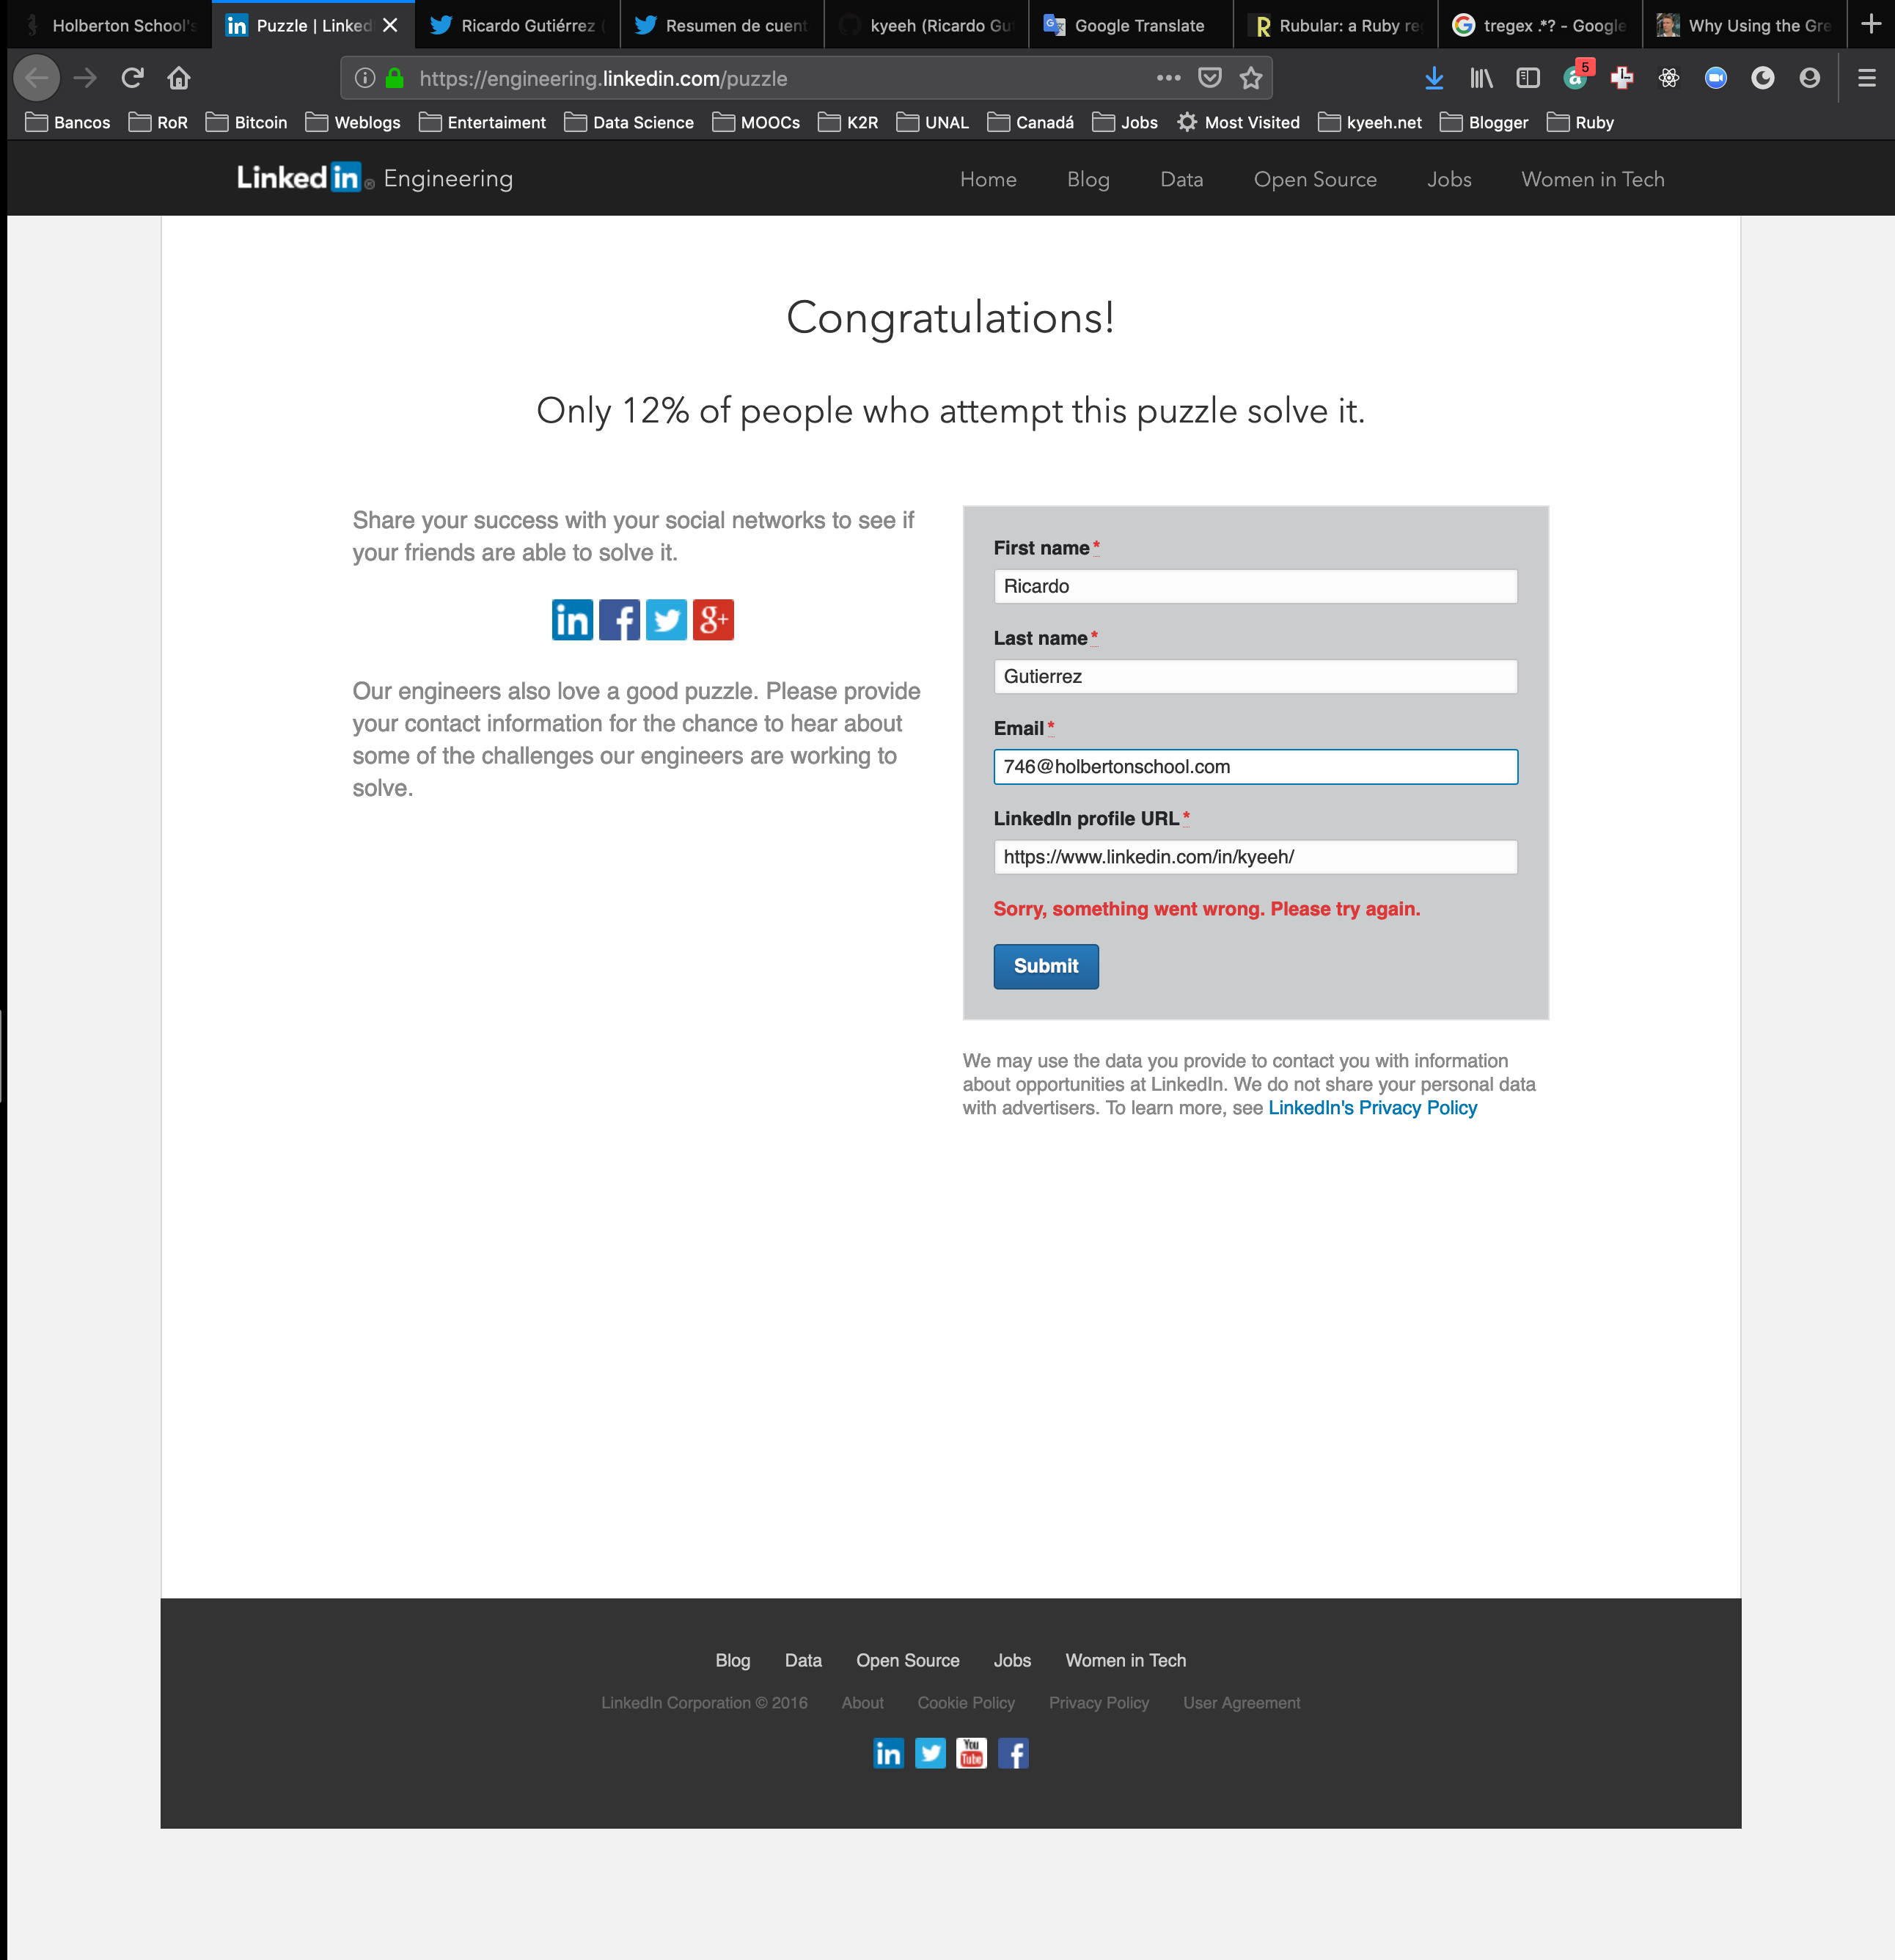 Holberton School's
Puzzle | Linked
Ricardo Gutiérrez (
Resumen de cuent
kyeeh (Ricardo Gu
Google Translate
Rubular: a Ruby re
tregex .*? - Google
Why Using the Gre
https://engineering.linkedin.com/puzzle
5
Bancos RoR Bitcoin Weblogs Entertaiment Data Science MOOCs K2R UNAL Canadá Jobs Most Visited kyeeh.net Blogger Ruby
Linked in Engineering
Home Blog Data Open Source Jobs Women in Tech
Congratulations!
Only 12% of people who attempt this puzzle solve it.
Share your success with your social networks to see if
your friends are able to solve it.
in f g+
Our engineers also love a good puzzle. Please provide
your contact information for the chance to hear about
some of the challenges our engineers are working to
solve.
First name *
Ricardo
Last name *
Gutierrez
Email *
746@holbertonschool.com
LinkedIn profile URL *
https://www.linkedin.com/in/kyeeh/
Sorry, something went wrong. Please try again.
Submit
We may use the data you provide to contact you with information
about opportunities at LinkedIn. We do not share your personal data
with advertisers. To learn more, see LinkedIn's Privacy Policy
Blog Data Open Source Jobs Women in Tech
LinkedIn Corporation © 2016 About Cookie Policy Privacy Policy User Agreement
in You Tube f